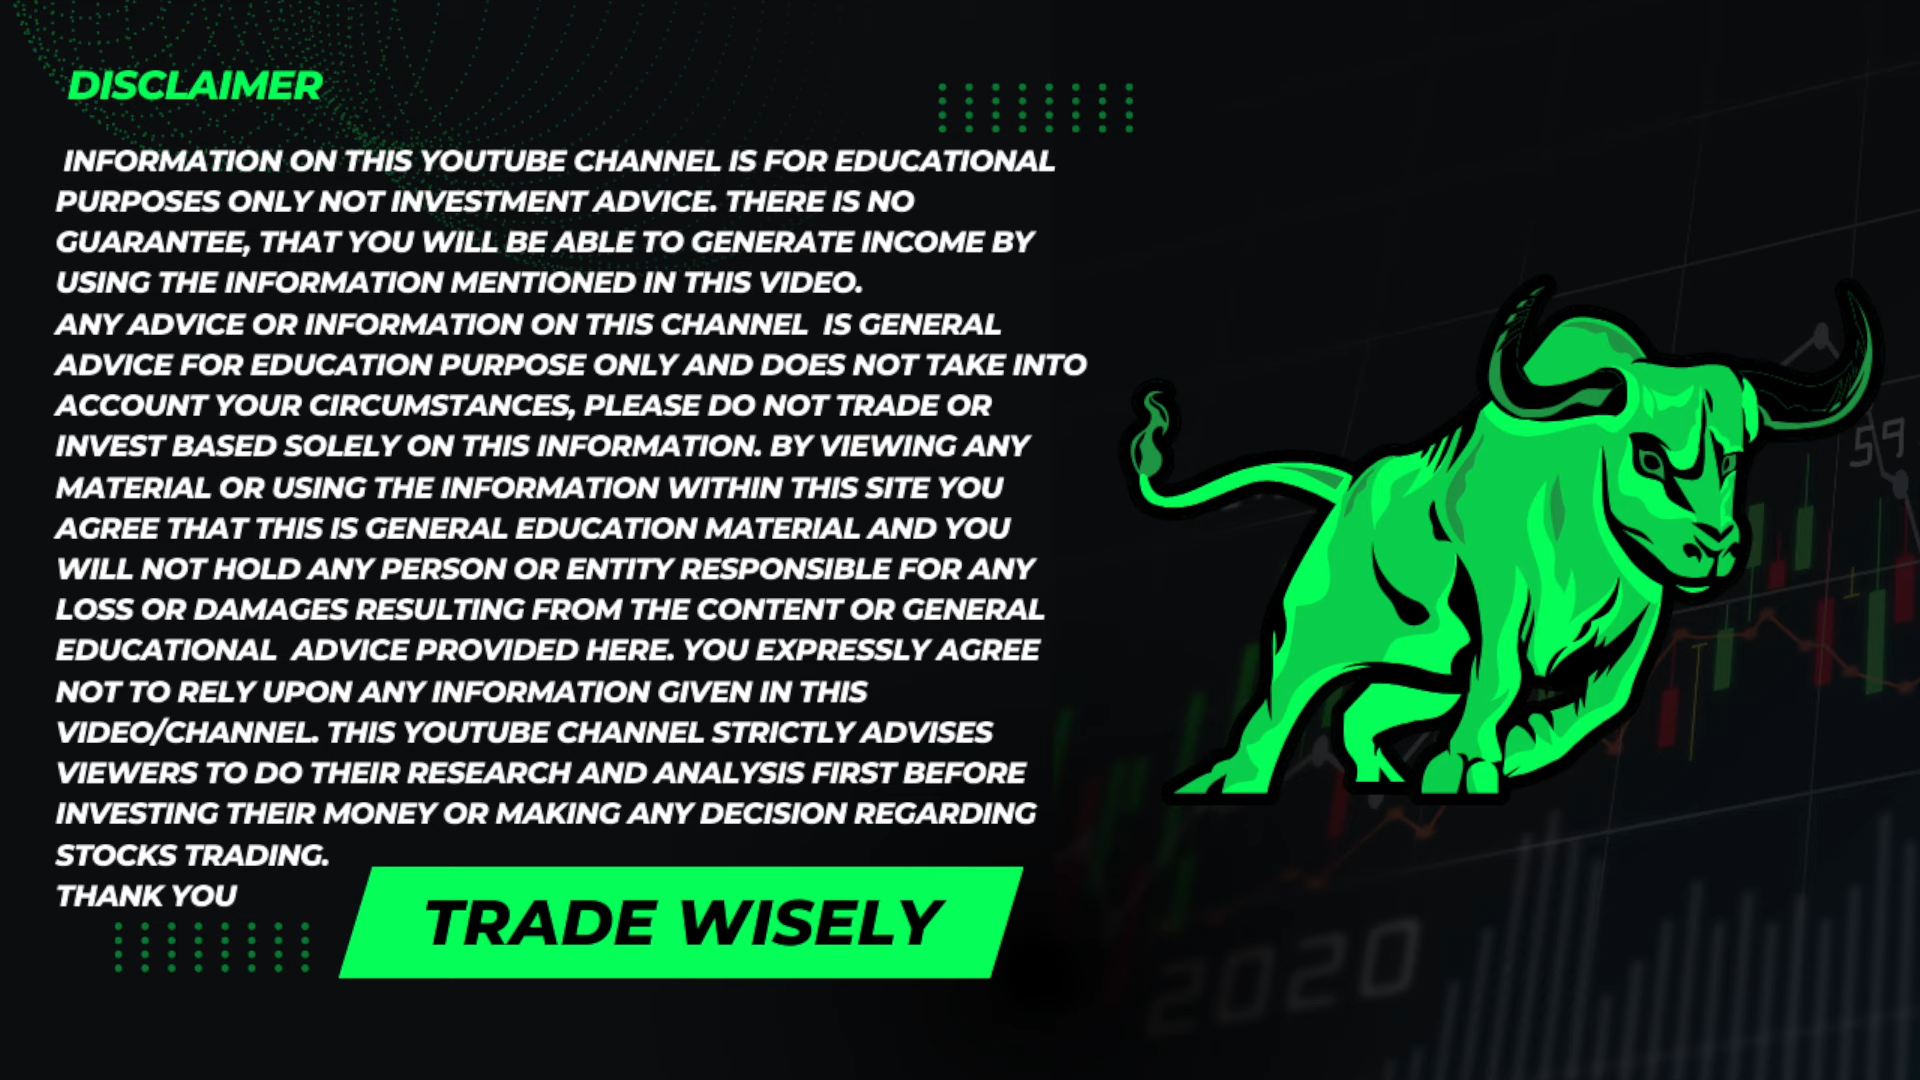 DISCLAIMER
INFORMATION ON THIS YOUTUBE CHANNEL IS FOR EDUCATIONAL
PURPOSES ONLY NOT INVESTMENT ADVICE. THERE IS NO
GUARANTEE, THAT YOU WILL BE ABLE TO GENERATE INCOME BY
USING THE INFORMATION MENTIONED IN THIS VIDEO.
ANY ADVICE OR INFORMATION ON THIS CHANNEL  IS GENERAL
ADVICE FOR EDUCATION PURPOSE ONLY AND DOES NOT TAKE INTO
ACCOUNT YOUR CIRCUMSTANCES, PLEASE DO NOT TRADE OR
INVEST BASED SOLELY ON THIS INFORMATION. BY VIEWING ANY
MATERIAL OR USING THE INFORMATION WITHIN THIS SITE YOU
AGREE THAT THIS IS GENERAL EDUCATION MATERIAL AND YOU
WILL NOT HOLD ANY PERSON OR ENTITY RESPONSIBLE FOR ANY
LOSS OR DAMAGES RESULTING FROM THE CONTENT OR GENERAL
EDUCATIONAL  ADVICE PROVIDED HERE. YOU EXPRESSLY AGREE
NOT TO RELY UPON ANY INFORMATION GIVEN IN THIS
VIDEO/CHANNEL. THIS YOUTUBE CHANNEL STRICTLY ADVISES
VIEWERS TO DO THEIR RESEARCH AND ANALYSIS FIRST BEFORE
INVESTING THEIR MONEY OR MAKING ANY DECISION REGARDING
STOCKS TRADING.
THANK YOU
TRADE WISELY
59
2020